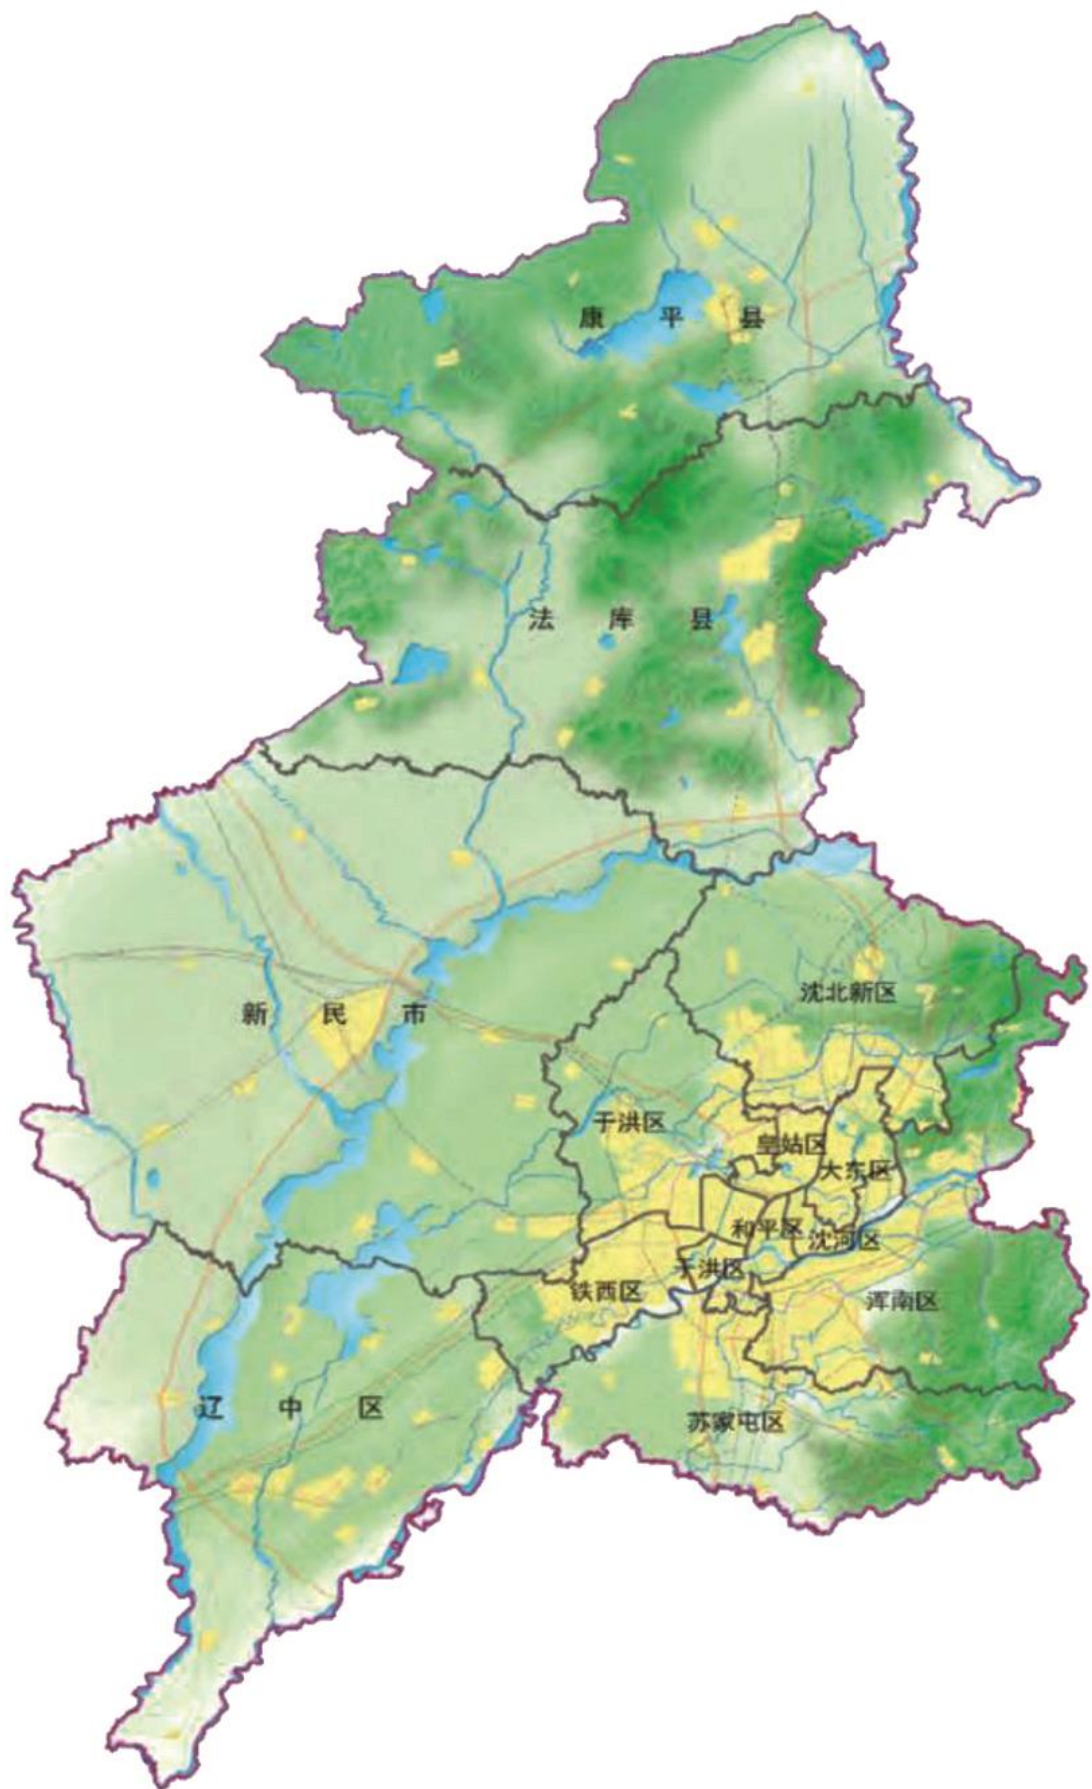 康平县
法库县
沈北新区
新民市
于洪区
皇姑区
大东区
和平区
沈河区
于洪区
铁西区
浑南区
辽中区
苏家屯区